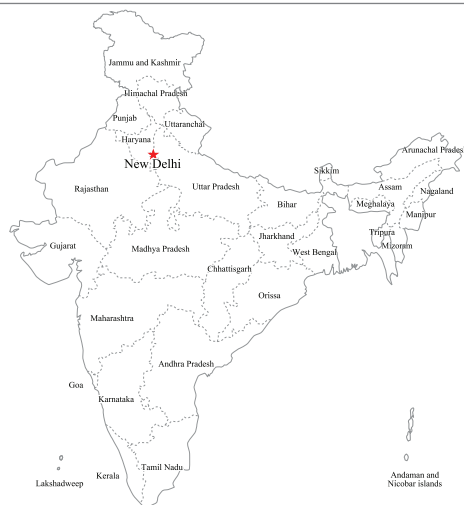 Jammu and Kashmir
Himachal Pradesh
Punjab
Uttaranchal
Haryana
New Delhi
Arunachal Prades
Sikkim
Rajasthan
Uttar Pradesh
Assam
Nagaland
Bihar
Meghalaya
Manipur
Jharkhand
Tripura
Gujarat
Madhya Pradesh
West Bengal
Mizoram
Chhattisgarh
Orissa
Maharashtra
Andhra Pradesh
Goa
Karnataka
Tamil Nadu
Kerala
Lakshadweep
Andaman and
Nicobar islands